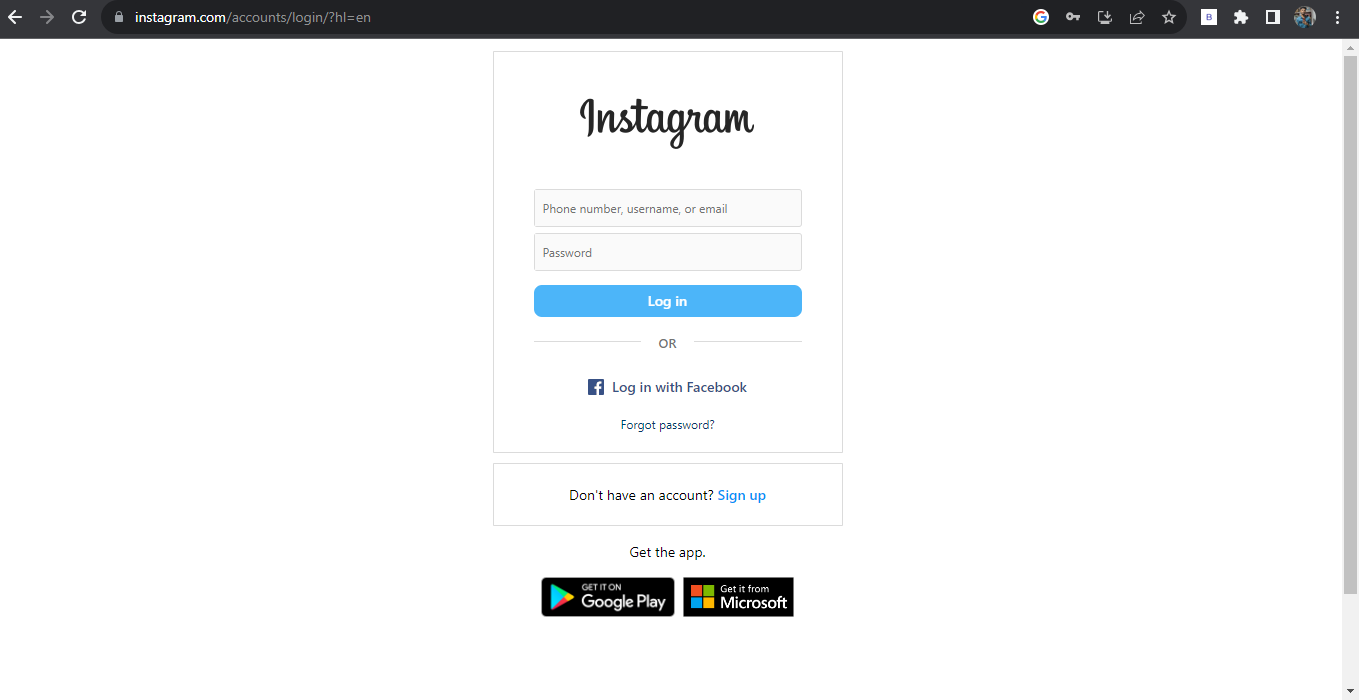 instagram.com/accounts/login/?hl=en
B
Instagram
Phone number, username, or email
Password
Log in
OR
Log in with Facebook
Forgot password?
Don't have an account? Sign up
Get the app.
GET IT ON
Google Play
Get it from
Microsoft